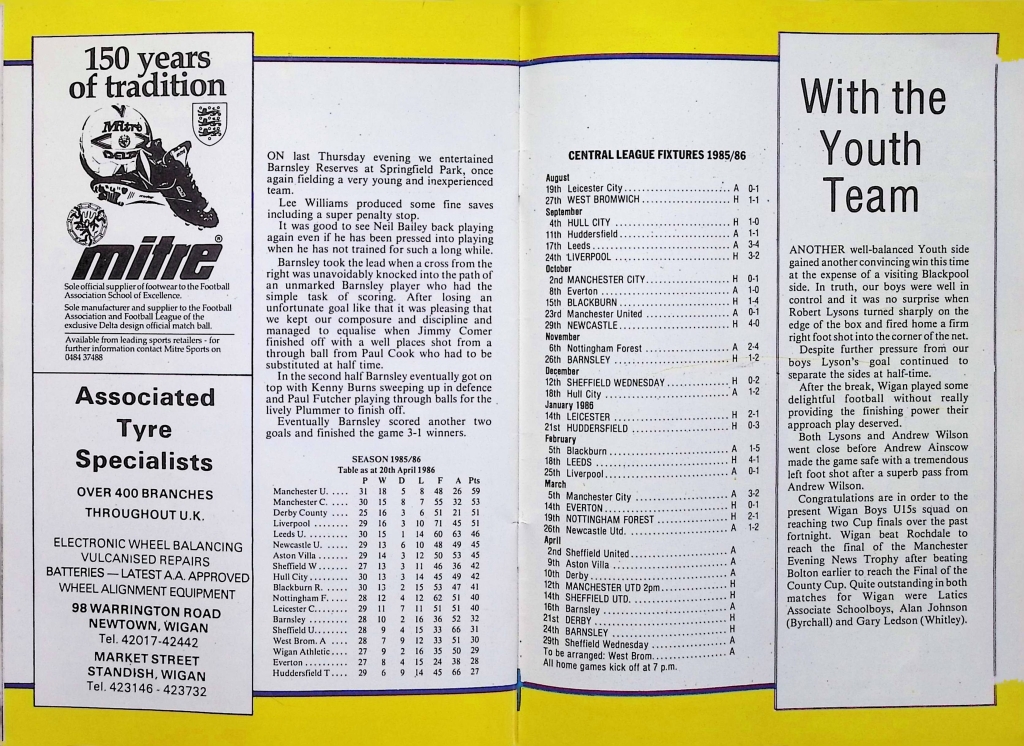 150 years
of tradition
Mitre
DELTA
mitre®
Sole official supplier of footwear to the Football
Association School of Excellence.
Sole manufacturer and supplier to the Football
Association and Football League of the
exclusive Delta design official match ball.
Available from leading sports retailers - for
further information contact Mitre Sports on
0484 37488
Associated
Tyre
Specialists
OVER 400 BRANCHES
THROUGHOUT U.K.
ELECTRONIC WHEEL BALANCING
VULCANISED REPAIRS
BATTERIES — LATEST A.A. APPROVED
WHEEL ALIGNMENT EQUIPMENT
98 WARRINGTON ROAD
NEWTOWN, WIGAN
Tel. 42017-42442
MARKET STREET
STANDISH, WIGAN
Tel. 423146 - 423732
ON last Thursday evening we entertained
Barnsley Reserves at Springfield Park, once
again fielding a very young and inexperienced
team.
Lee Williams produced some fine saves
including a super penalty stop.
It was good to see Neil Bailey back playing
again even if he has been pressed into playing
when he has not trained for such a long while.
Barnsley took the lead when a cross from the
right was unavoidably knocked into the path of
an unmarked Barnsley player who had the
simple task of scoring. After losing an
unfortunate goal like that it was pleasing that
we kept our composure and discipline and
managed to equalise when Jimmy Comer
finished off with a well places shot from a
through ball from Paul Cook who had to be
substituted at half time.
In the second half Barnsley eventually got on
top with Kenny Burns sweeping up in defence
and Paul Futcher playing through balls for the
lively Plummer to finish off.
Eventually Barnsley scored another two
goals and finished the game 3-1 winners.
SEASON 1985/86
Table as at 20th April 1986
P W D L F A Pts
Manchester U. .... 31 18 5 8 48 26 59
Manchester C. .... 30 15 8 7 55 32 53
Derby County .... 25 16 3 6 51 21 51
Liverpool ........ 29 16 3 10 71 45 51
Leeds U. ......... 30 15 1 14 60 63 46
Newcastle U. ..... 29 13 6 10 48 49 45
Aston Villa ...... 29 14 3 12 50 53 45
Sheffield W ...... 27 13 3 11 46 36 42
Hull City ........ 30 13 3 14 45 49 42
Blackburn R. ..... 30 13 2 15 53 47 41
Nottingham F. .... 28 12 4 12 62 51 40
Leicester C....... 29 11 7 11 51 51 40
Barnsley ......... 28 10 2 16 36 52 32
Sheffield U....... 28 9 4 15 33 66 31
West Brom. A ..... 28 7 9 12 33 51 30
Wigan Athletic.... 27 9 2 16 35 50 29
Everton .......... 27 8 4 15 24 38 28
Huddersfield T ... 29 6 9 14 45 66 27
CENTRAL LEAGUE FIXTURES 1985/86
August
19th Leicester City........ A 0-1
27th WEST BROMWICH ........ H 1-1
September
4th HULL CITY ........ H 1-0
11th Huddersfield........ A 1-1
17th Leeds........ A 3-4
24th LIVERPOOL ........ H 3-2
October
2nd MANCHESTER CITY........ H 0-1
8th Everton ........ A 1-0
15th BLACKBURN ........ H 1-4
23rd Manchester United ........ A 0-1
29th NEWCASTLE........ H 4-0
November
6th Nottingham Forest ........ A 2-4
26th BARNSLEY ........ H 1-2
December
12th SHEFFIELD WEDNESDAY ........ H 0-2
18th Hull City ........ A 1-2
January 1986
14th LEICESTER ........ H 2-1
21st HUDDERSFIELD ........ H 0-3
February
5th Blackburn ........ A 1-5
18th LEEDS ........ H 4-1
25th Liverpool........ A 0-1
March
5th Manchester City ........ A 3-2
14th EVERTON ........ H 0-1
19th NOTTINGHAM FOREST ........ H 2-1
26th Newcastle Utd. ........ A 1-2
April
2nd Sheffield United........ A
9th Aston Villa ........ A
10th Derby ........ A
12th MANCHESTER UTD 2pm........ H
14th SHEFFIELD UTD. ........ H
16th Barnsley ........ A
21st DERBY ........ H
24th BARNSLEY ........ H
29th Sheffield Wednesday ........ A
To be arranged: West Brom........ A
All home games kick off at 7 p.m.
With the
Youth
Team
ANOTHER well-balanced Youth side
gained another convincing win this time
at the expense of a visiting Blackpool
side. In truth, our boys were well in
control and it was no surprise when
Robert Lysons turned sharply on the
edge of the box and fired home a firm
right foot shot into the corner of the net.
Despite further pressure from our
boys Lyson's goal continued to
separate the sides at half-time.
After the break, Wigan played some
delightful football without really
providing the finishing power their
approach play deserved.
Both Lysons and Andrew Wilson
went close before Andrew Ainscow
made the game safe with a tremendous
left foot shot after a superb pass from
Andrew Wilson.
Congratulations are in order to the
present Wigan Boys U15s squad on
reaching two Cup finals over the past
fortnight. Wigan beat Rochdale to
reach the final of the Manchester
Evening News Trophy after beating
Bolton earlier to reach the Final of the
County Cup. Quite outstanding in both
matches for Wigan were Latics
Associate Schoolboys, Alan Johnson
(Byrchall) and Gary Ledson (Whitley).